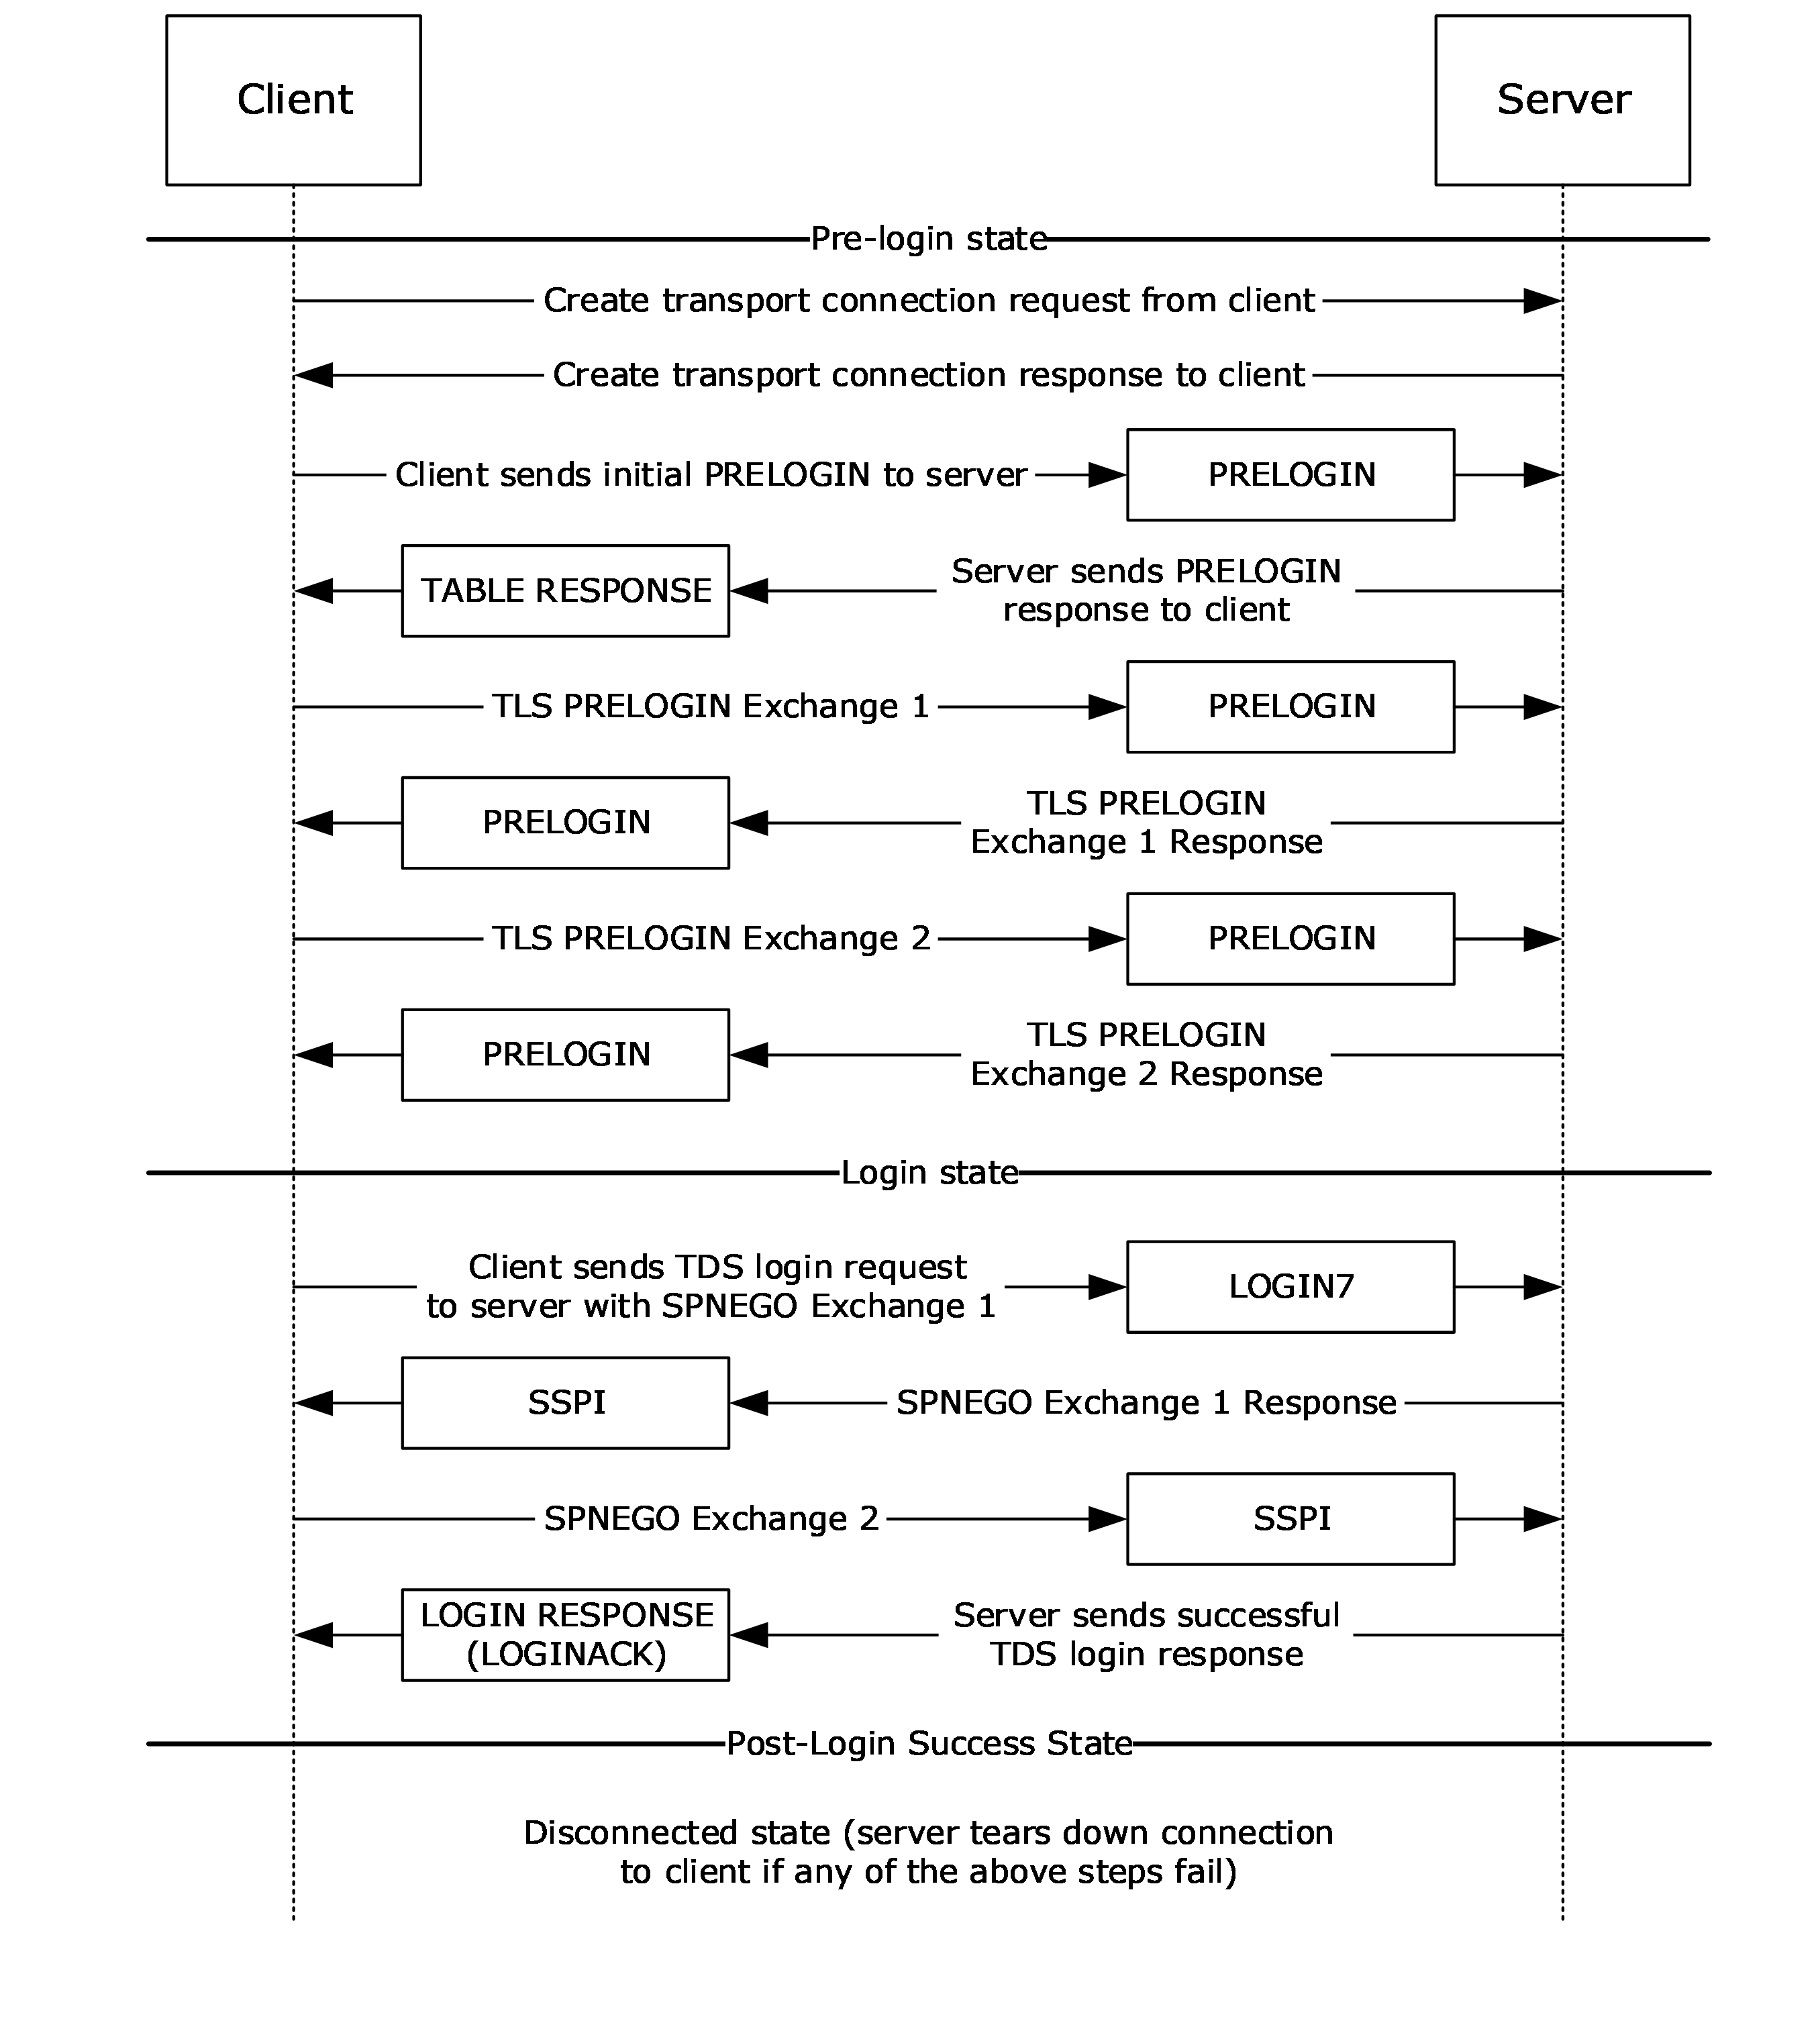 Client
Server
Pre-login state
Create transport connection request from client
Create transport connection response to client
Client sends initial PRELOGIN to server
PRELOGIN
TABLE RESPONSE
Server sends PRELOGIN
response to client
TLS PRELOGIN Exchange 1
PRELOGIN
PRELOGIN
TLS PRELOGIN
Exchange 1 Response
TLS PRELOGIN Exchange 2
PRELOGIN
PRELOGIN
TLS PRELOGIN
Exchange 2 Response
Login state
Client sends TDS login request
to server with SPNEGO Exchange 1
LOGIN7
SSPI
SPNEGO Exchange 1 Response
SPNEGO Exchange 2
SSPI
LOGIN RESPONSE
(LOGINACK)
Server sends successful
TDS login response
Post-Login Success State
Disconnected state (server tears down connection
to client if any of the above steps fail)